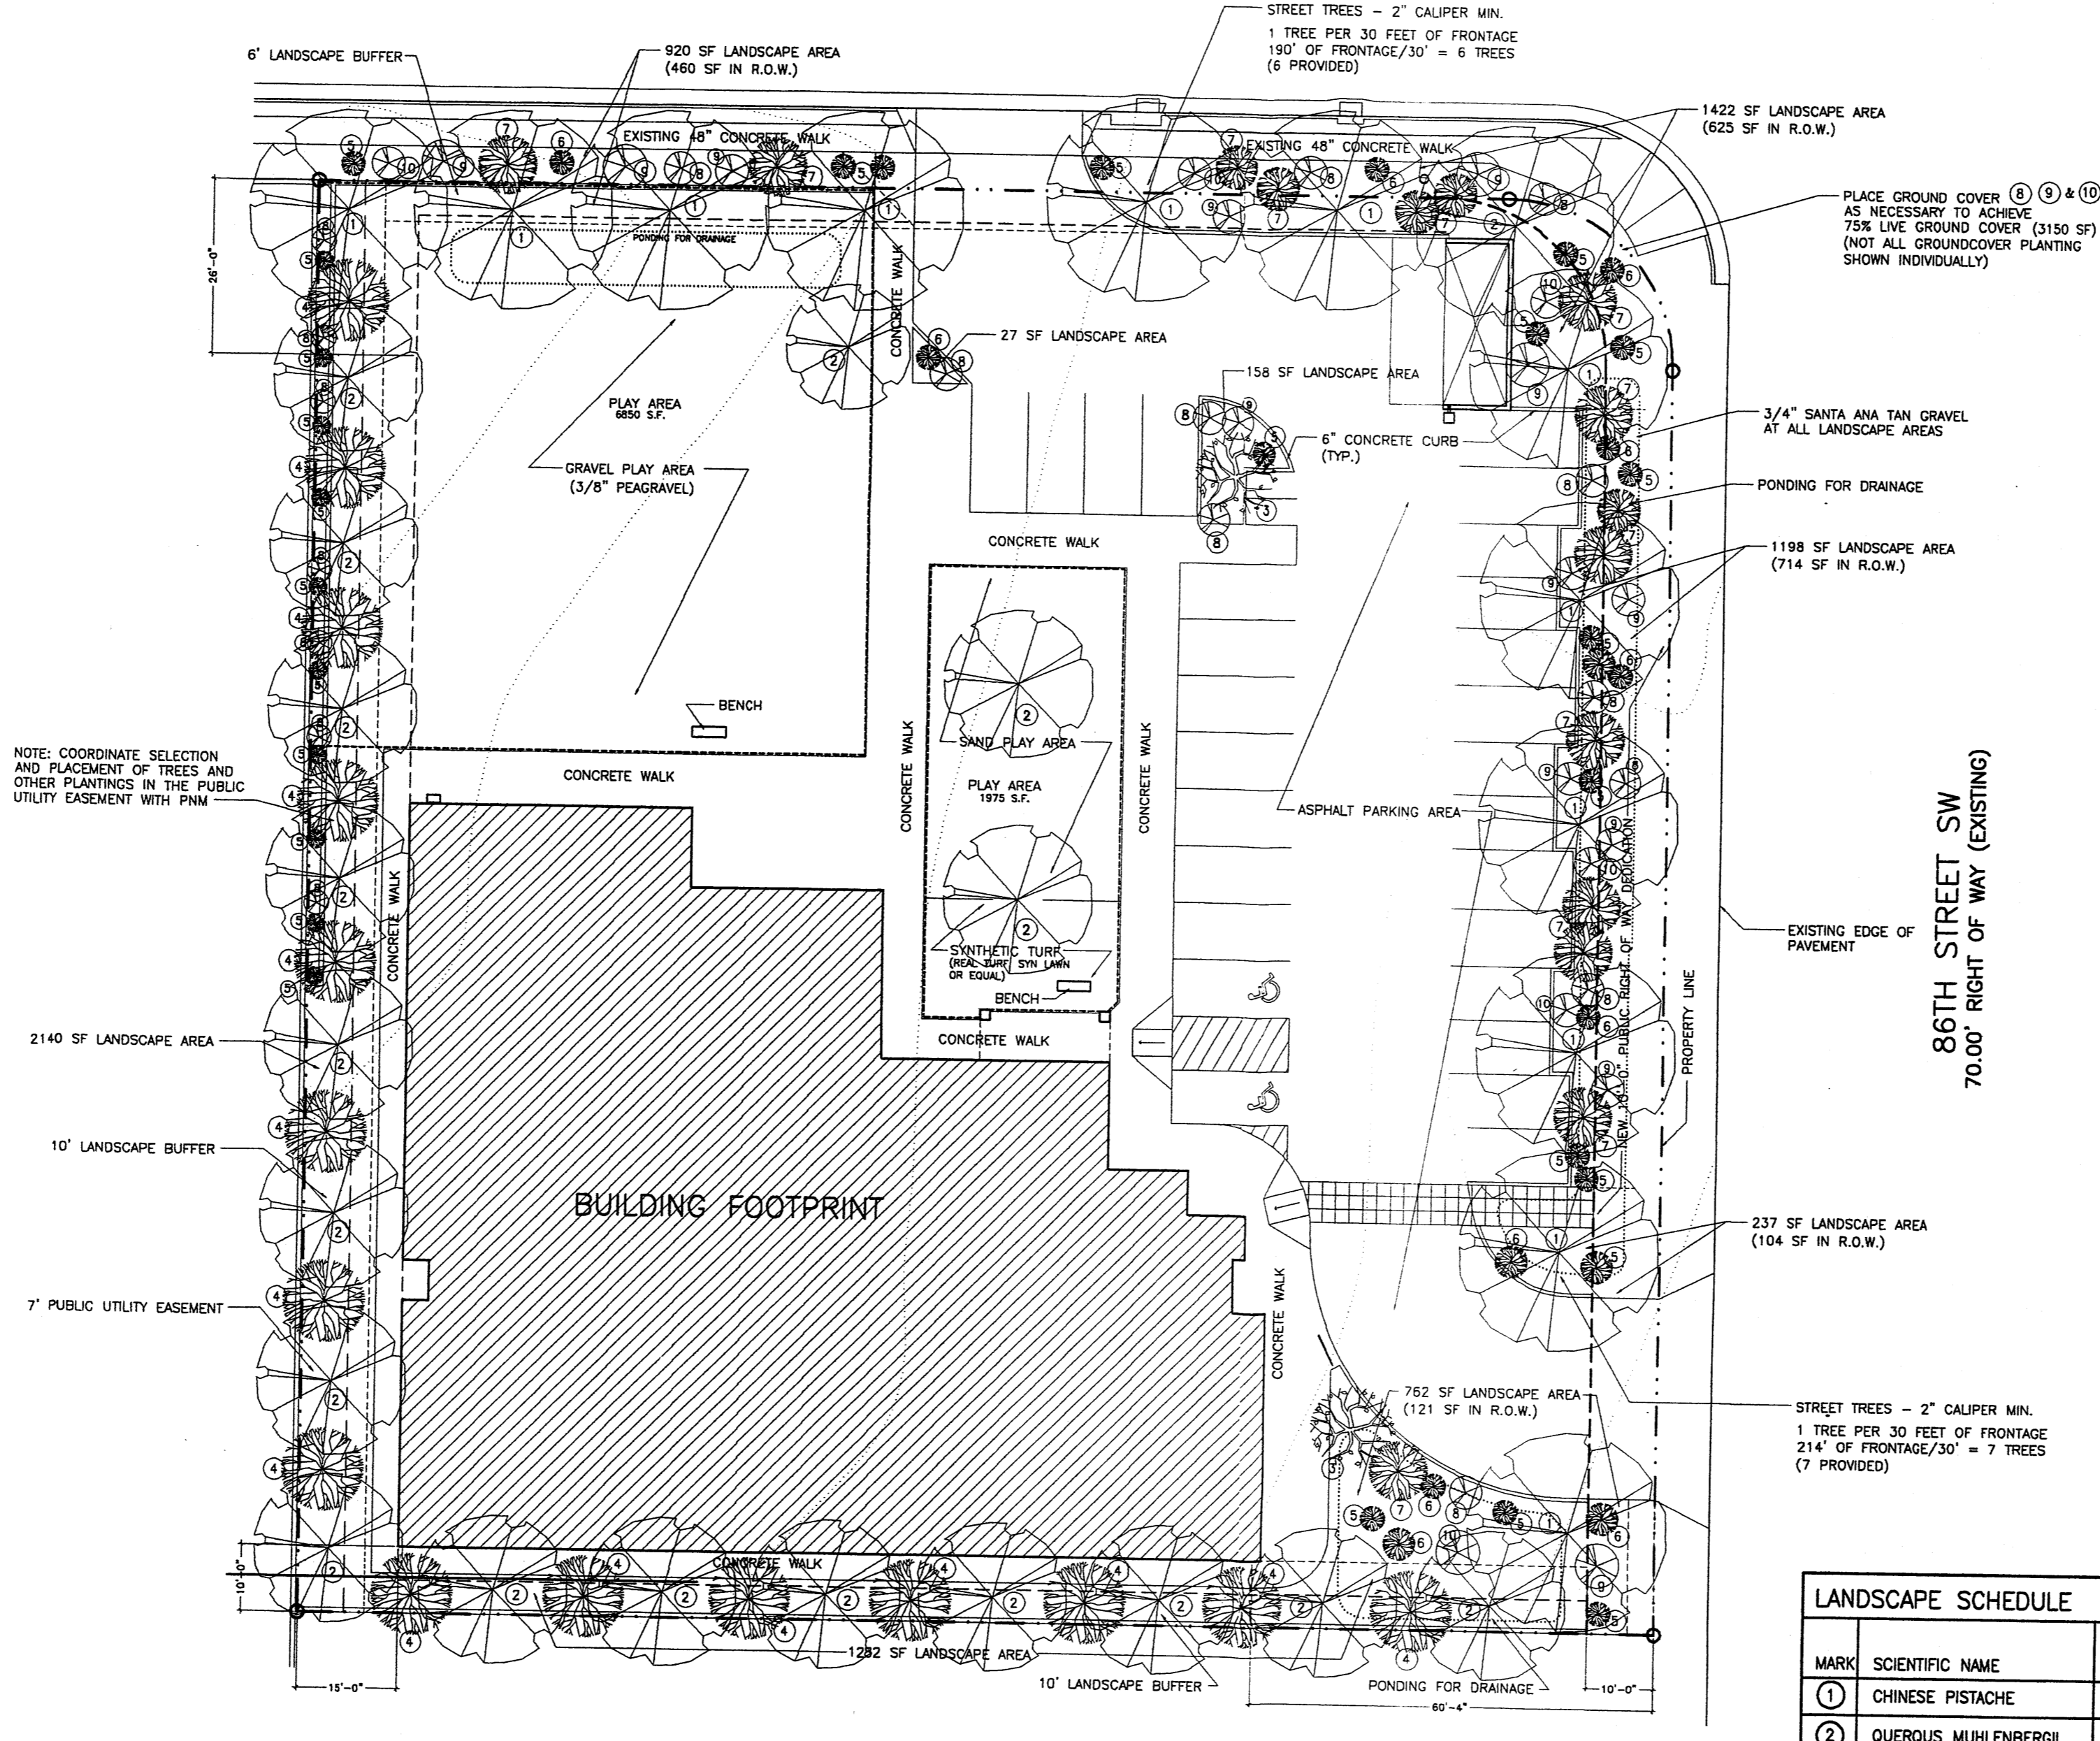 STREET TREES - 2" CALIPER MIN.
1 TREE PER 30 FEET OF FRONTAGE
190' OF FRONTAGE/30' = 6 TREES
(6 PROVIDED)
6' LANDSCAPE BUFFER
920 SF LANDSCAPE AREA
(460 SF IN R.O.W.)
1422 SF LANDSCAPE AREA
(625 SF IN R.O.W.)
EXISTING 48" CONCRETE WALK
EXISTING 48" CONCRETE WALK
PLACE GROUND COVER 8 9 & 10
AS NECESSARY TO ACHIEVE
75% LIVE GROUND COVER (3150 SF)
(NOT ALL GROUNDCOVER PLANTING
SHOWN INDIVIDUALLY)
PONDING FOR DRAINAGE
26'-0"
CONCRETE WALK
27 SF LANDSCAPE AREA
158 SF LANDSCAPE AREA
PLAY AREA
6850 S.F.
3/4" SANTA ANA TAN GRAVEL
AT ALL LANDSCAPE AREAS
6" CONCRETE CURB
(TYP.)
GRAVEL PLAY AREA
(3/8" PEAGRAVEL)
PONDING FOR DRAINAGE
CONCRETE WALK
1198 SF LANDSCAPE AREA
(714 SF IN R.O.W.)
BENCH
SAND PLAY AREA
CONCRETE WALK
CONCRETE WALK
NOTE: COORDINATE SELECTION
AND PLACEMENT OF TREES AND
OTHER PLANTINGS IN THE PUBLIC
UTILITY EASEMENT WITH PNM
CONCRETE WALK
PLAY AREA
1975 S.F.
ASPHALT PARKING AREA
86TH STREET SW
70.00' RIGHT OF WAY (EXISTING)
NEW 10'-0" PUBLIC RIGHT OF WAY DEDICATION
EXISTING EDGE OF
PAVEMENT
CONCRETE WALK
SYNTHETIC TURF
(REAL TURF, SYN LAWN
OR EQUAL)
BENCH
CONCRETE WALK
PROPERTY LINE
2140 SF LANDSCAPE AREA
10' LANDSCAPE BUFFER
BUILDING FOOTPRINT
237 SF LANDSCAPE AREA
(104 SF IN R.O.W.)
7' PUBLIC UTILITY EASEMENT
CONCRETE WALK
762 SF LANDSCAPE AREA
(121 SF IN R.O.W.)
STREET TREES - 2" CALIPER MIN.
1 TREE PER 30 FEET OF FRONTAGE
214' OF FRONTAGE/30' = 7 TREES
(7 PROVIDED)
CONCRETE WALK
10'-0"
SF LANDSCAPE AREA
10' LANDSCAPE BUFFER
PONDING FOR DRAINAGE
15'-0"
60'-4"
10'-0"
LANDSCAPE SCHEDULE
MARK SCIENTIFIC NAME
1 CHINESE PISTACHE
2 QUERQUS MUHLENBERGII